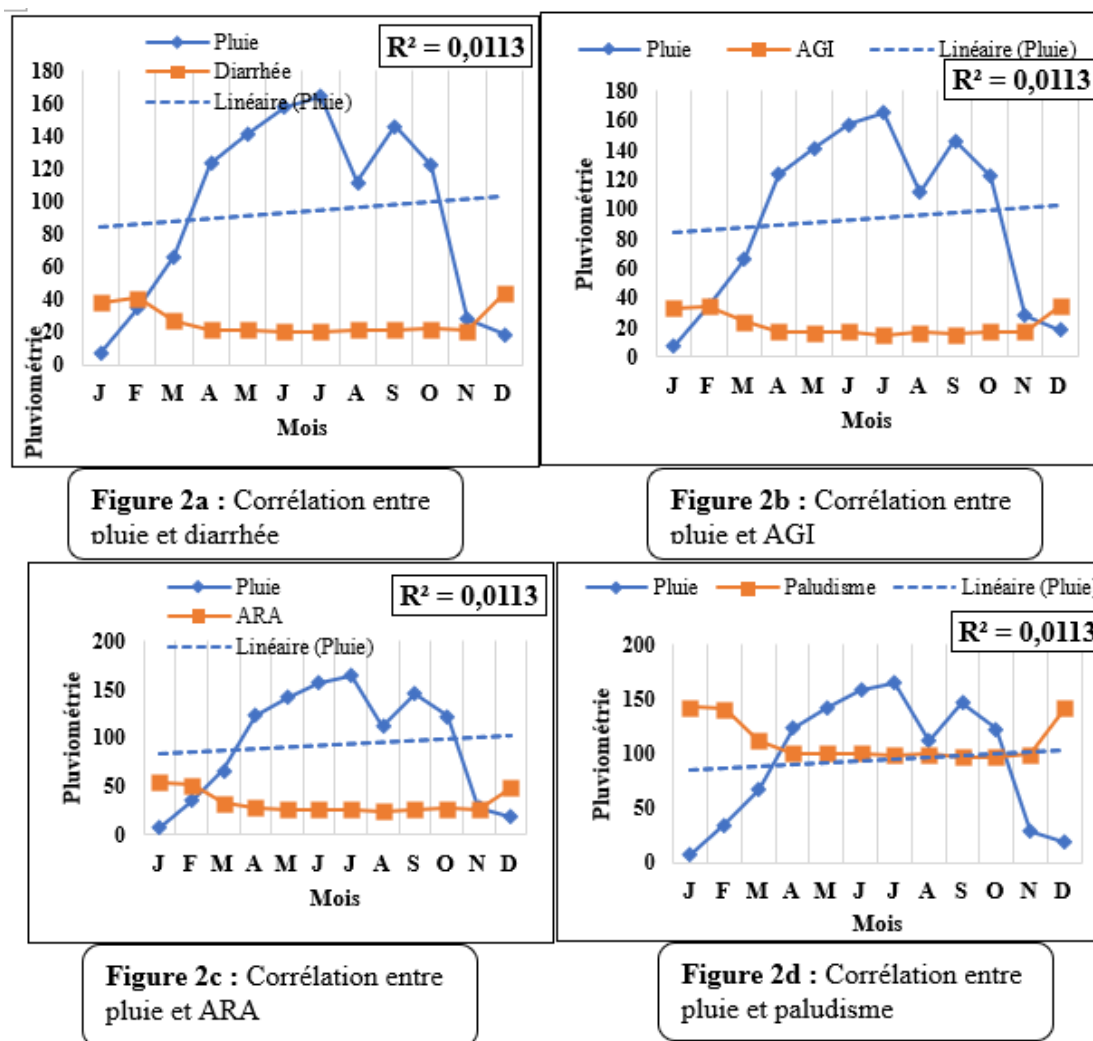 Pluie
Diarrhée
Linéaire (Pluie)
R² = 0,0113
180
160
140
120
100
80
60
40
20
0
Pluviométrie
J F M A M J J A S O N D
Mois
Figure 2a : Corrélation entre
pluie et diarrhée
Pluie AGI Linéaire (Pluie)
R² = 0,0113
180
160
140
120
100
80
60
40
20
0
Pluviométrie
J F M A M J J A S O N D
Mois
Figure 2b : Corrélation entre
pluie et AGI
Pluie
ARA
Linéaire (Pluie)
R² = 0,0113
200
150
100
50
0
Pluviométrie
J F M A M J J A S O N D
Mois
Figure 2c : Corrélation entre
pluie et ARA
Pluie Paludisme Linéaire (Pluie)
R² = 0,0113
200
150
100
50
0
Pluviométrie
J F M A M J J A S O N D
Mois
Figure 2d : Corrélation entre
pluie et paludisme